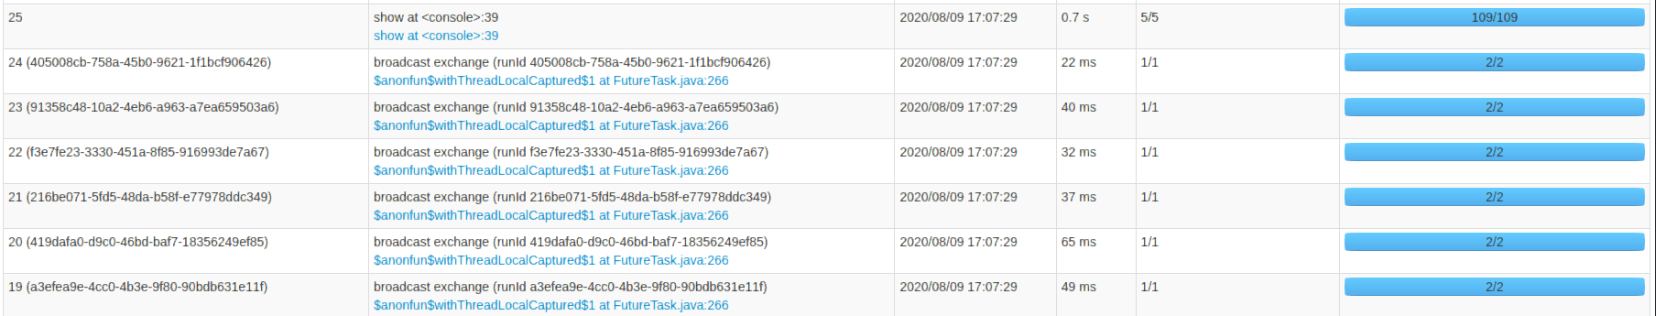 25 show at <console>:39 2020/08/09 17:07:29 0.7 s 5/5 109/109
show at <console>:39
24 (405008cb-758a-45b0-9621-1f1bcf906426) broadcast exchange (runId 405008cb-758a-45b0-9621-1f1bcf906426) 2020/08/09 17:07:29 22 ms 1/1 2/2
$anonfun$withThreadLocalCaptured$1 at FutureTask.java:266
23 (91358c48-10a2-4eb6-a963-a7ea659503a6) broadcast exchange (runId 91358c48-10a2-4eb6-a963-a7ea659503a6) 2020/08/09 17:07:29 40 ms 1/1 2/2
$anonfun$withThreadLocalCaptured$1 at FutureTask.java:266
22 (f3e7fe23-3330-451a-8f85-916993de7a67) broadcast exchange (runId f3e7fe23-3330-451a-8f85-916993de7a67) 2020/08/09 17:07:29 32 ms 1/1 2/2
$anonfun$withThreadLocalCaptured$1 at FutureTask.java:266
21 (216be071-5fd5-48da-b58f-e77978ddc349) broadcast exchange (runId 216be071-5fd5-48da-b58f-e77978ddc349) 2020/08/09 17:07:29 37 ms 1/1 2/2
$anonfun$withThreadLocalCaptured$1 at FutureTask.java:266
20 (419dafa0-d9c0-46bd-baf7-18356249ef85) broadcast exchange (runId 419dafa0-d9c0-46bd-baf7-18356249ef85) 2020/08/09 17:07:29 65 ms 1/1 2/2
$anonfun$withThreadLocalCaptured$1 at FutureTask.java:266
19 (a3efea9e-4cc0-4b3e-9f80-90bdb631e11f) broadcast exchange (runId a3efea9e-4cc0-4b3e-9f80-90bdb631e11f) 2020/08/09 17:07:29 49 ms 1/1 2/2
$anonfun$withThreadLocalCaptured$1 at FutureTask.java:266